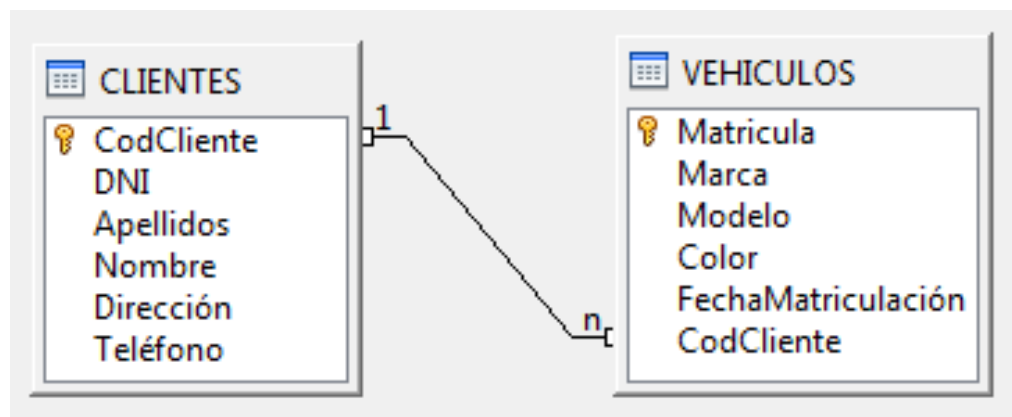 CLIENTES
CodCliente
DNI
Apellidos
Nombre
Dirección
Teléfono
1
n
VEHICULOS
Matricula
Marca
Modelo
Color
FechaMatriculación
CodCliente